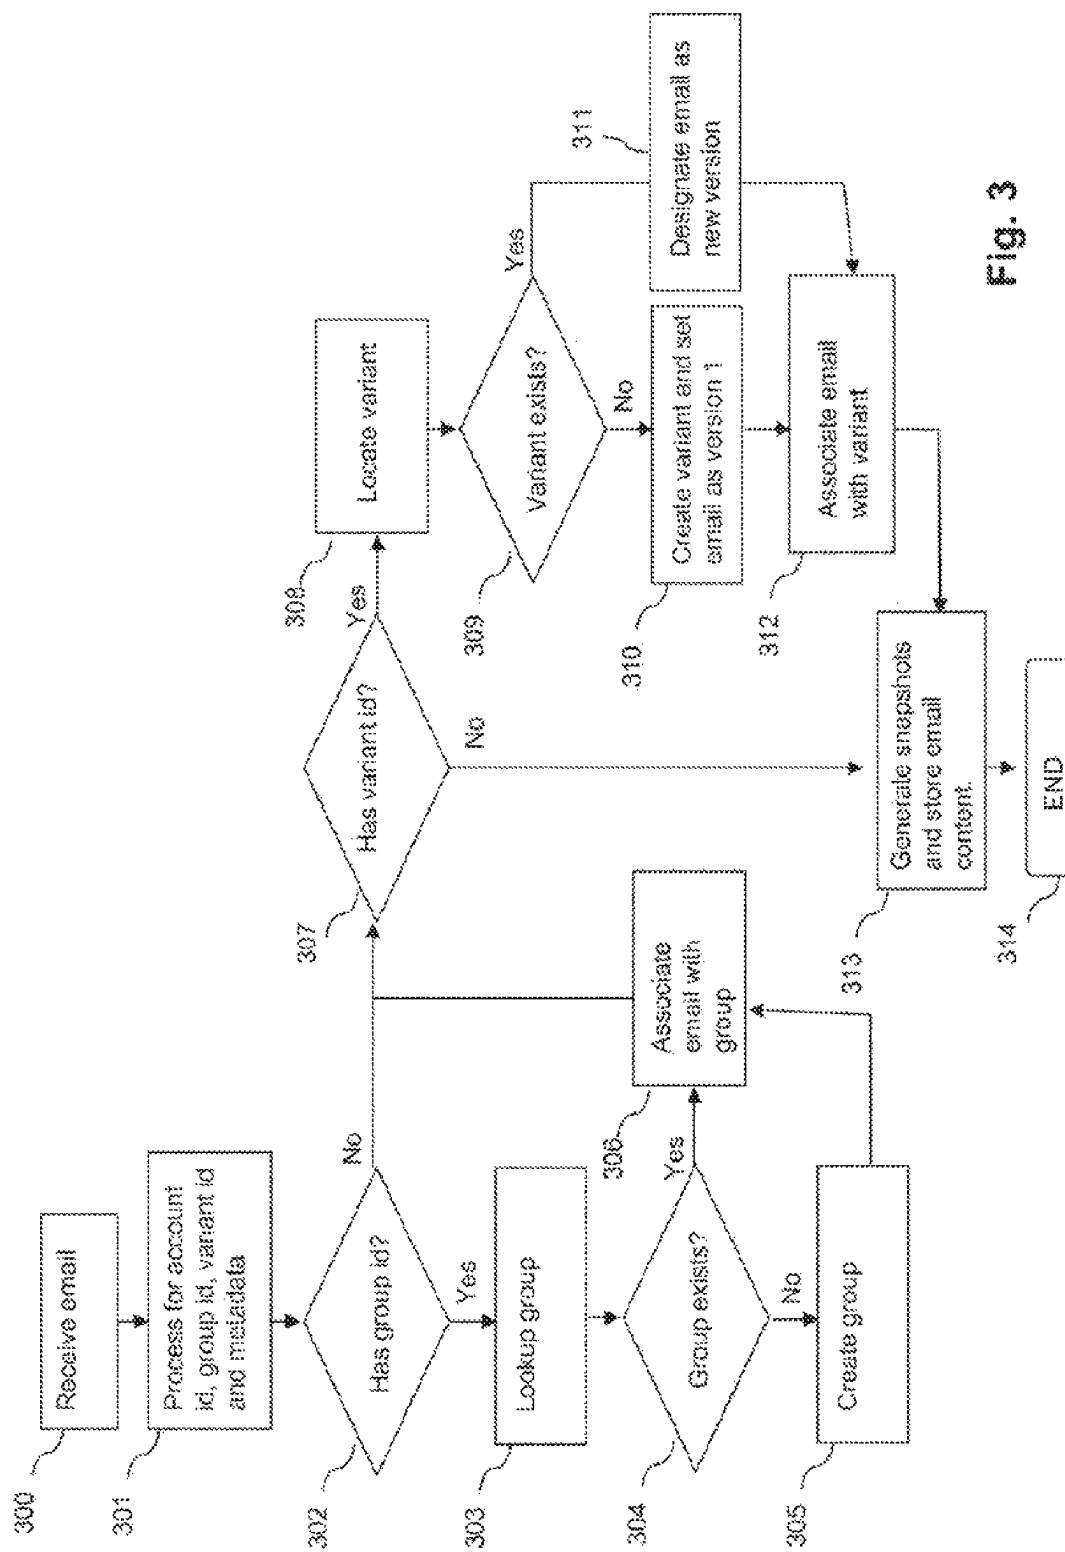 300
Receive email
301
Process for account
id, group id, variant id
and metadata
302
Has group id?
No
Yes
303
Lookup group
304
Group exists?
Yes
No
305
Create group
306
Associate
email with
group
307
Has variant id?
Yes
No
308
Locate variant
309
Variant exists?
Yes
No
310
Create variant and set
email as version 1
311
Designate email as
new version
312
Associate email
with variant
313
Generate snapshots
and store email
content.
314
END
Fig. 3